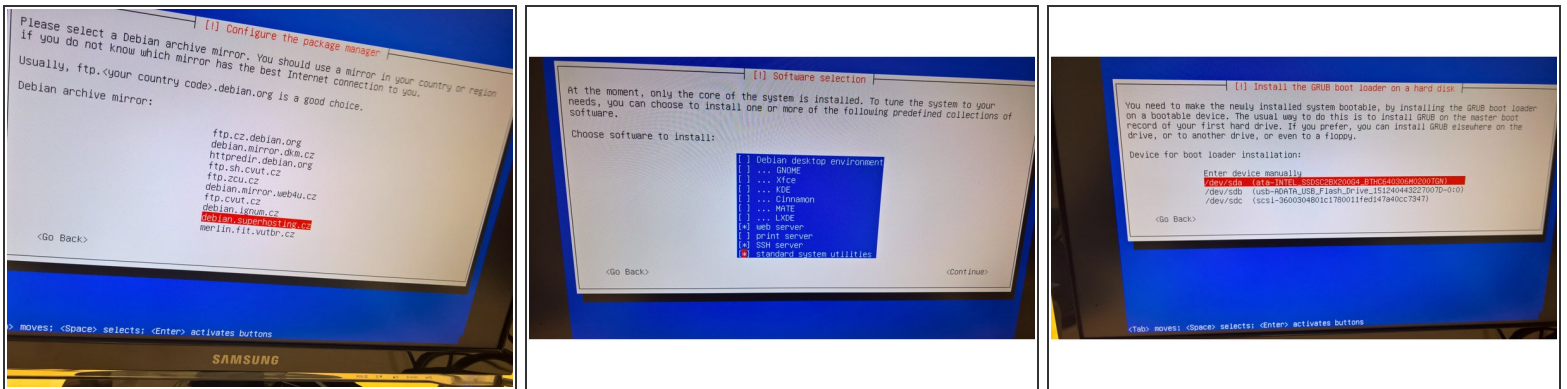 [!] Configure the package manager
Please select a Debian archive mirror. You should use a mirror in your country or region
if you do not know which mirror has the best Internet connection to you.
Usually, ftp.<your country code>.debian.org is a good choice.
Debian archive mirror:
ftp.cz.debian.org
debian.mirror.dkm.cz
httpredir.debian.org
ftp.sh.cvut.cz
ftp.zcu.cz
debian.mirror.web4u.cz
ftp.cvut.cz
debian.ignum.cz
debian.superhosting.cz
merlin.fit.vutbr.cz
<Go Back>
> moves; <Space> selects; <Enter> activates buttons
SAMSUNG
[!] Software selection
At the moment, only the core of the system is installed. To tune the system to your
needs, you can choose to install one or more of the following predefined collections of
software.
Choose software to install:
[ ] Debian desktop environment
[ ] ... GNOME
[ ] ... Xfce
[ ] ... KDE
[ ] ... Cinnamon
[ ] ... MATE
[ ] ... LXDE
[*] web server
[ ] print server
[*] SSH server
[*] standard system utilities
<Go Back> <Continue>
[!] Install the GRUB boot loader on a hard disk
You need to make the newly installed system bootable, by installing the GRUB boot loader
on a bootable device. The usual way to do this is to install GRUB on the master boot
record of your first hard drive. If you prefer, you can install GRUB elsewhere on the
drive, or to another drive, or even to a floppy.
Device for boot loader installation:
Enter device manually
/dev/sda (ata-INTEL_SSDSC2BX200G4_BTHC640306M0200TGN)
/dev/sdb (usb-ADATA_USB_Flash_Drive_151240443227007D-0:0)
/dev/sdc (scsi-3600304801c1780011fed147a40cc7347)
<Go Back>
<Tab> moves; <Space> selects; <Enter> activates buttons